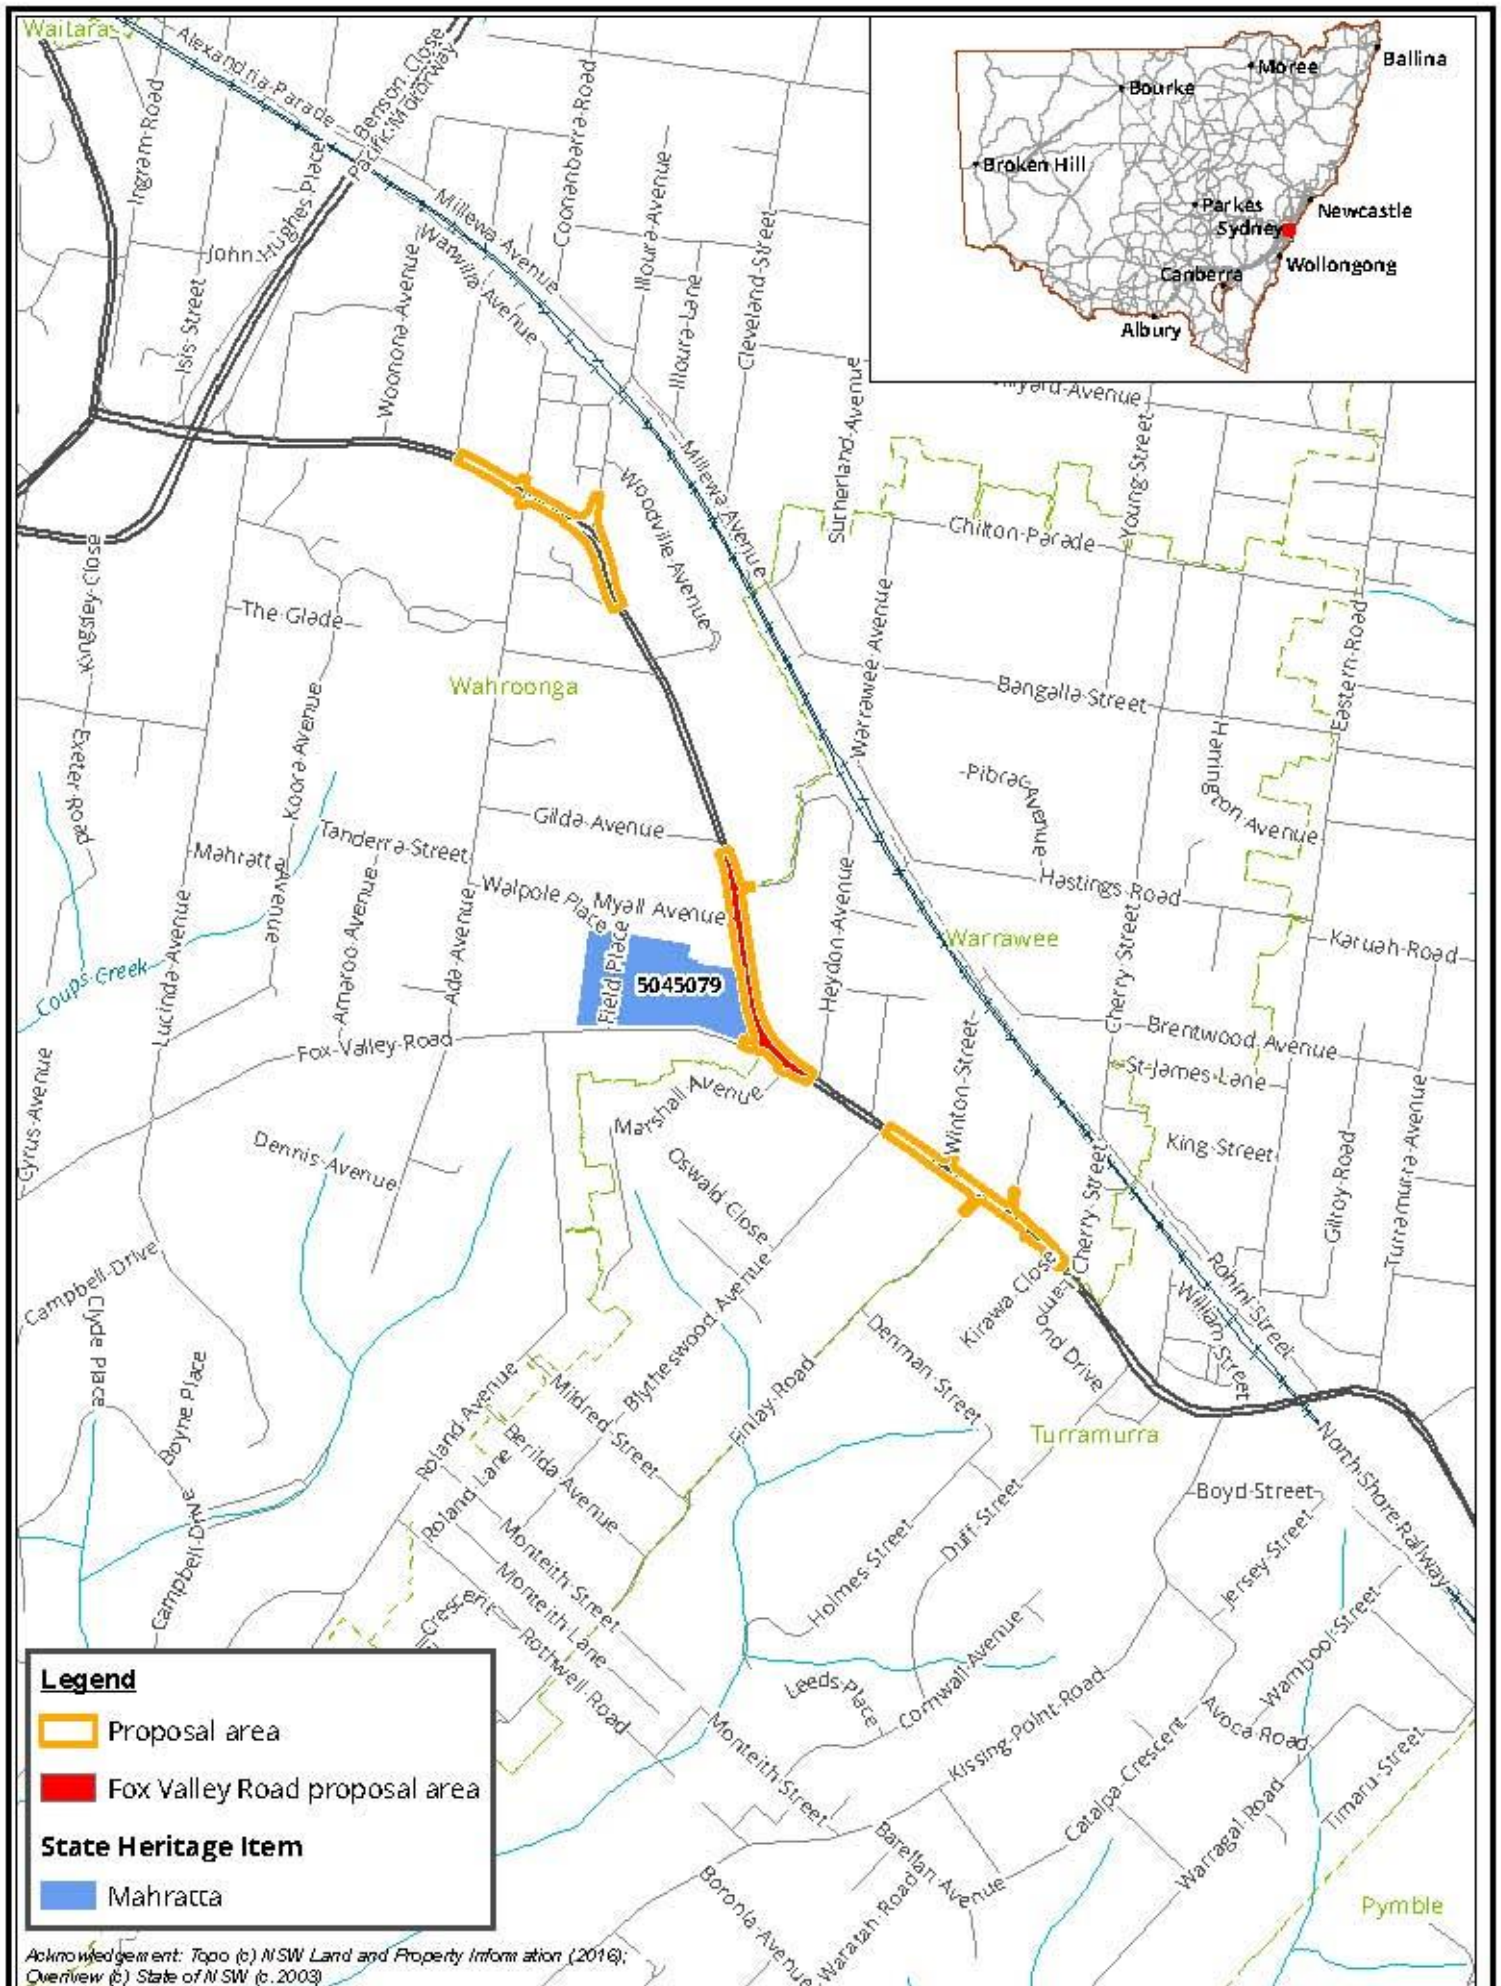 Waitara
Alexandria Parade
Benson Close
Pacific Motorway
Ingram Road
John Hughes Place
Isis Street
Woonona Avenue
Millewa Avenue
Wanwilla Avenue
Coonanbarra Road
Illoura Avenue
Illoura Lane
Cleveland Street
Ballina
Moree
Bourke
Broken Hill
Parkes
Newcastle
Sydney
Wollongong
Canberra
Albury
Sutherland Avenue
Young Street
Chilton Parade
Millewa Avenue
Woodville Avenue
Kingsley Close
The Glade
Wahroonga
Warrawee Avenue
Bangalla Street
Eastern Road
Exeter Road
Koora Avenue
Pibrac Avenue
Herrington Avenue
Gilda Avenue
Tanderra Street
Mahratta Avenue
Walpole Place
Myall Avenue
Hastings Road
Heydon Avenue
Cherry Street
Karuah Road
Warrawee
Lucinda Avenue
Amaroo Avenue
Ada Avenue
Field Place
5045079
Coups Creek
Fox Valley Road
Brentwood Avenue
St James Lane
Marshall Avenue
Winton Street
King Street
Cyrus Avenue
Dennis Avenue
Oswald Close
Cherry Street
Gilroy Road
Turramurra Avenue
Campbell Drive
Clyde Place
Kirawa Close
Rohini Street
William Street
Blytheswood Avenue
Finlay Road
Denman Street
Boyne Place
Roland Avenue
Mildred Street
Turramurra
Berilda Avenue
Roland Lane
North Shore Railway
Boyd Street
Duff Street
Jersey Street
Campbell Drive
Monteith Street
Monteith Lane
Holmes Street
Crescent
Rothwell Road
Wambool Street
Leeds Place
Cornwall Avenue
Kissing Point Road
Avoca Road
Monteith Street
Catalpa Crescent
Timaru Street
Warragal Road
Barellan Avenue
Boronia Avenue
Waratah Road
Pymble
Legend
Proposal area
Fox Valley Road proposal area
State Heritage Item
Mahratta
Acknowledgement: Topo (c) NSW Land and Property Information (2016);
Overview (c) State of NSW (c.2003)